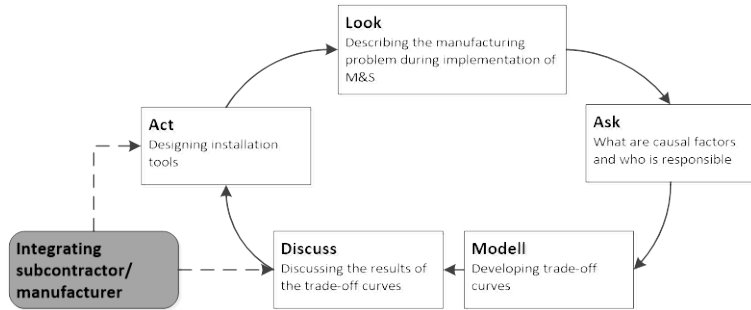 Look
Describing the manufacturing
problem during implementation of
M&S
Act
Designing installation
tools
Ask
What are causal factors
and who is responsible
Integrating
subcontractor/
manufacturer
Discuss
Discussing the results of
the trade-off curves
Modell
Developing trade-off
curves